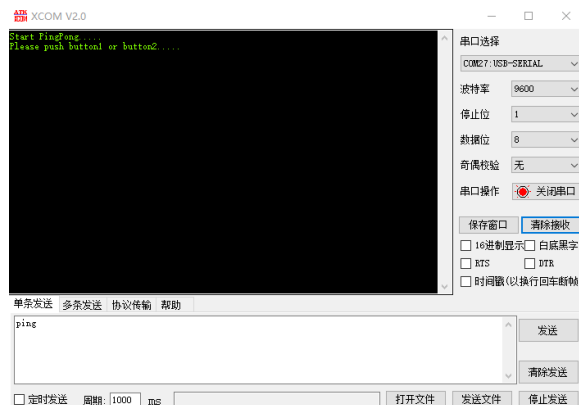 XCOM V2.0
Start PingPong.....
Please push button1 or button2.....
串口选择
COM27:USB-SERIAL
波特率 9600
停止位 1
数据位 8
奇偶校验 无
串口操作 关闭串口
保存窗口 清除接收
16进制显示 白底黑字
RTS DTR
时间戳(以换行回车断帧
单条发送 多条发送 协议传输 帮助
ping
发送
清除发送
定时发送 周期: 1000 ms 打开文件 发送文件 停止发送